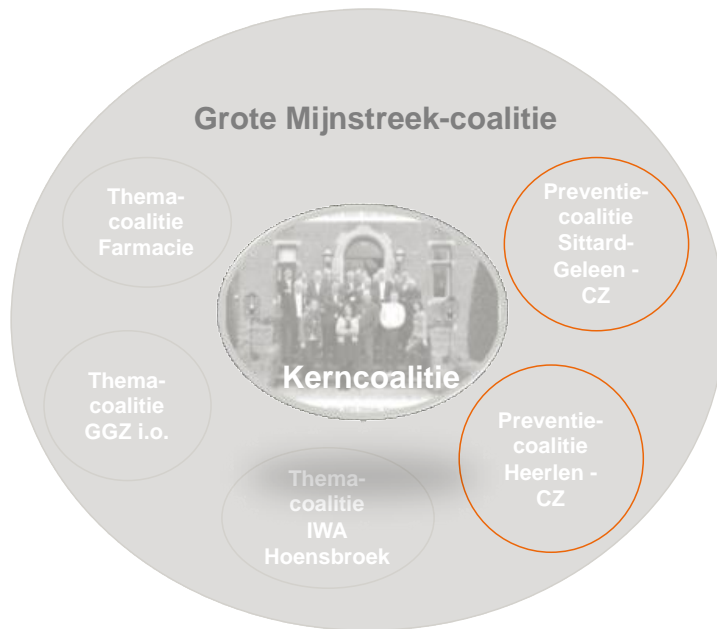 Grote Mijnstreek-coalitie
Thema-
coalitie
Farmacie
Preventie-
coalitie
Sittard-
Geleen -
CZ
Kerncoalitie
Thema-
coalitie
GGZ i.o.
Preventie-
coalitie
Heerlen -
CZ
Thema-
coalitie
IWA
Hoensbroek